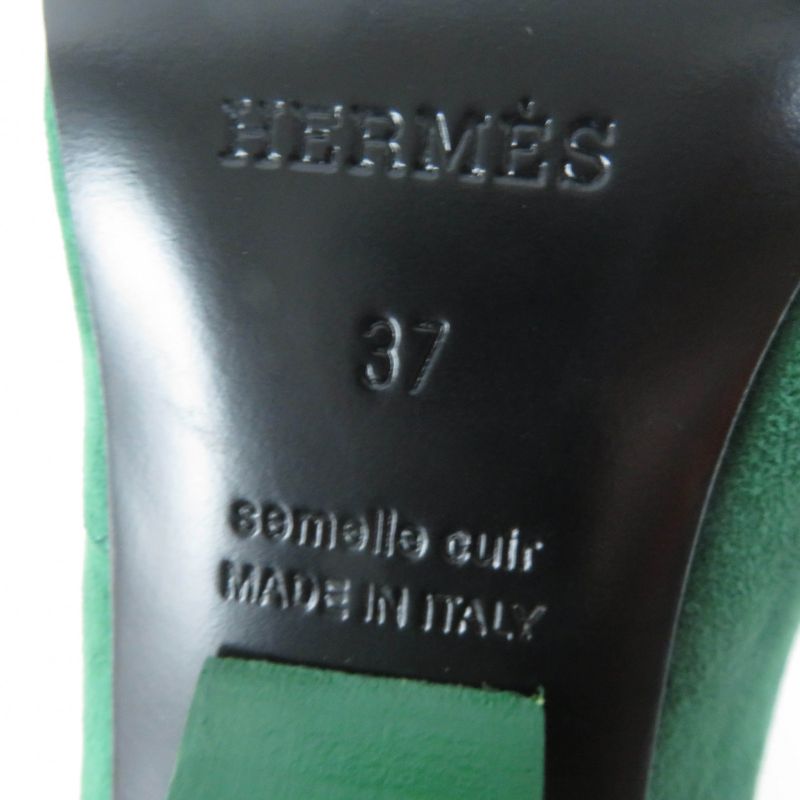 HERMÈS
37
semelle cuir
MADE IN ITALY